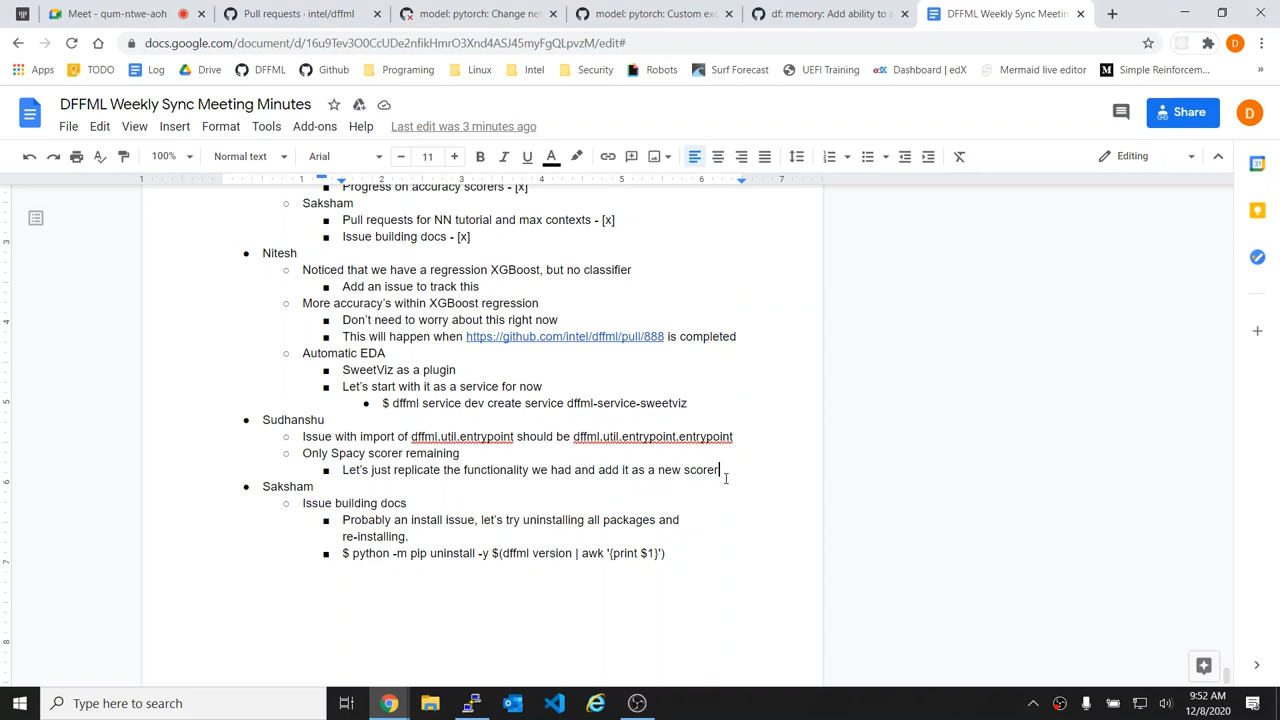 Meet - qum-ntwe-aoh
Pull requests · intel/dffml
model: pytorch: Change ne
model: pytorch: Custom ex
df: memory: Add ability to s
DFFML Weekly Sync Meetin
docs.google.com/document/d/16u9Tev3O0CcUDe2nfikHmrO3Xnd4ASJ45myFgQLpvzM/edit#
Apps TODO Log Drive DFFML Github Programing Linux Intel Security Robots Surf Forecast UEFI Training Dashboard | edX Mermaid live editor Simple Reinforcem...
DFFML Weekly Sync Meeting Minutes
Share
D
File Edit View Insert Format Tools Add-ons Help Last edit was 3 minutes ago
100% Normal text Arial 11 Editing
1 1 2 3 4 5 6 7
Progress on accuracy scorers - [x]
Saksham
Pull requests for NN tutorial and max contexts - [x]
Issue building docs - [x]
Nitesh
Noticed that we have a regression XGBoost, but no classifier
Add an issue to track this
More accuracy's within XGBoost regression
Don't need to worry about this right now
This will happen when https://github.com/intel/dffml/pull/888 is completed
Automatic EDA
SweetViz as a plugin
Let's start with it as a service for now
$ dffml service dev create service dffml-service-sweetviz
Sudhanshu
Issue with import of dffml.util.entrypoint should be dffml.util.entrypoint.entrypoint
Only Spacy scorer remaining
Let's just replicate the functionality we had and add it as a new scorer
Saksham
Issue building docs
Probably an install issue, let's try uninstalling all packages and
re-installing.
$ python -m pip uninstall -y $(dffml version | awk '{print $1}')
Type here to search
9:52 AM
12/8/2020